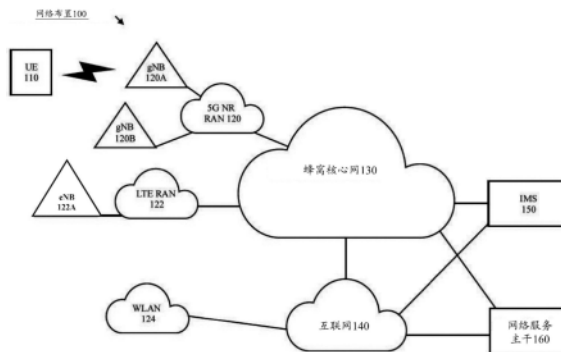 网络布置100
UE
110
gNB
120A
5G NR
RAN 120
gNB
120B
蜂窝核心网130
eNB
122A
LTE RAN
122
IMS
150
WLAN
124
互联网140
网络服务
主干160